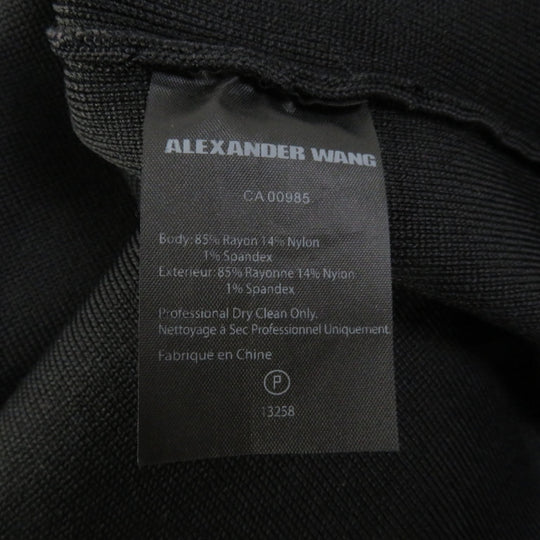 ALEXANDER WANG
CA 00985
Body: 85% Rayon 14% Nylon
1% Spandex
Exterieur: 85% Rayonne 14% Nylon
1% Spandex
Professional Dry Clean Only.
Nettoyage à Sec Professionnel Uniquement.
Fabriqué en Chine
P
13258